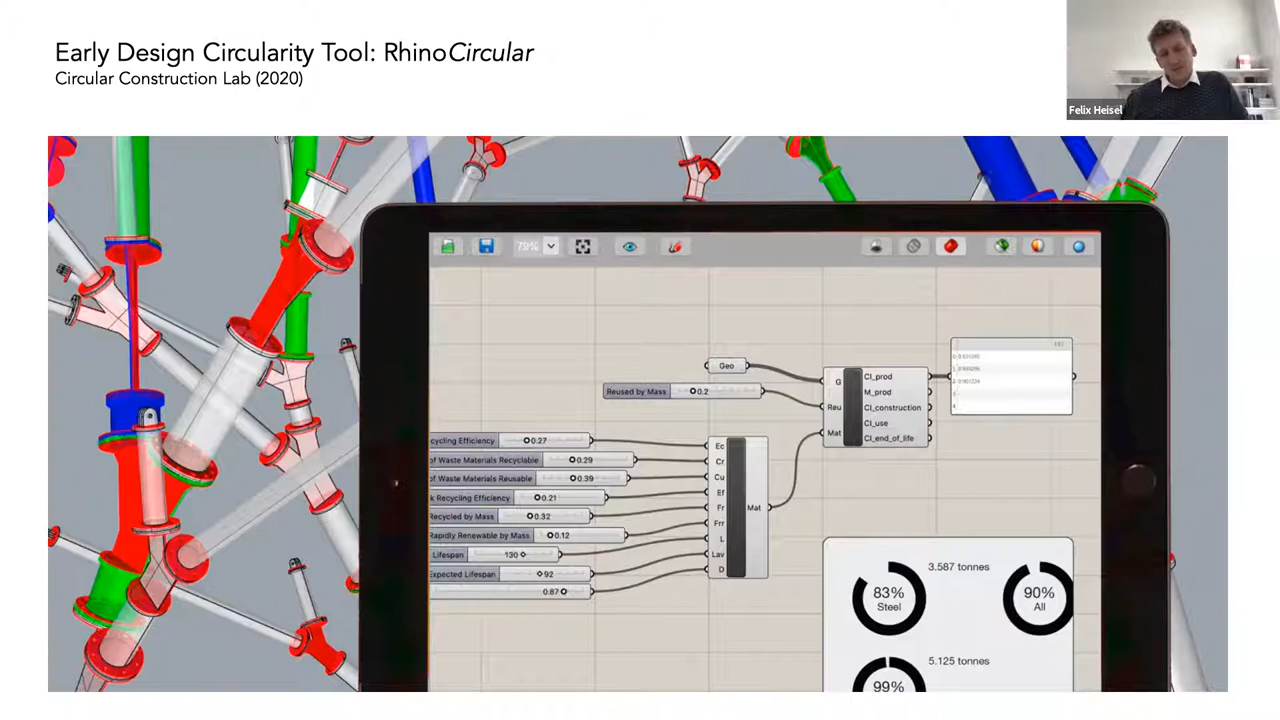 Early Design Circularity Tool: RhinoCircular
Circular Construction Lab (2020)
Felix Heisel
79%
Geo
Reused by Mass 0.2
G
Reu
Mat
CI_prod
M_prod
CI_construction
CI_use
CI_end_of_life
cycling Efficiency 0.27
of Waste Materials Recyclable 0.29
of Waste Materials Reusable 0.39
k Recycling Efficiency 0.21
Recycled by Mass 0.32
Rapidly Renewable by Mass 0.12
Lifespan 130
Expected Lifespan 92
0.87
Ec
Cr
Cu
Ef
Fr
Frr
L
Lav
D
Mat
83%
Steel
3.587 tonnes
90%
All
5.125 tonnes
99%